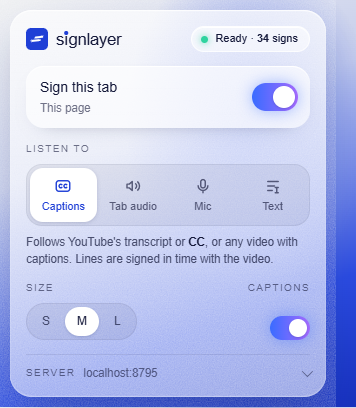 signlayer
Ready · 34 signs
Sign this tab
This page
LISTEN TO
CC
Captions
Tab audio
Mic
Text
Follows YouTube's transcript or CC, or any video with
captions. Lines are signed in time with the video.
SIZE
CAPTIONS
S M L
SERVER localhost:8795